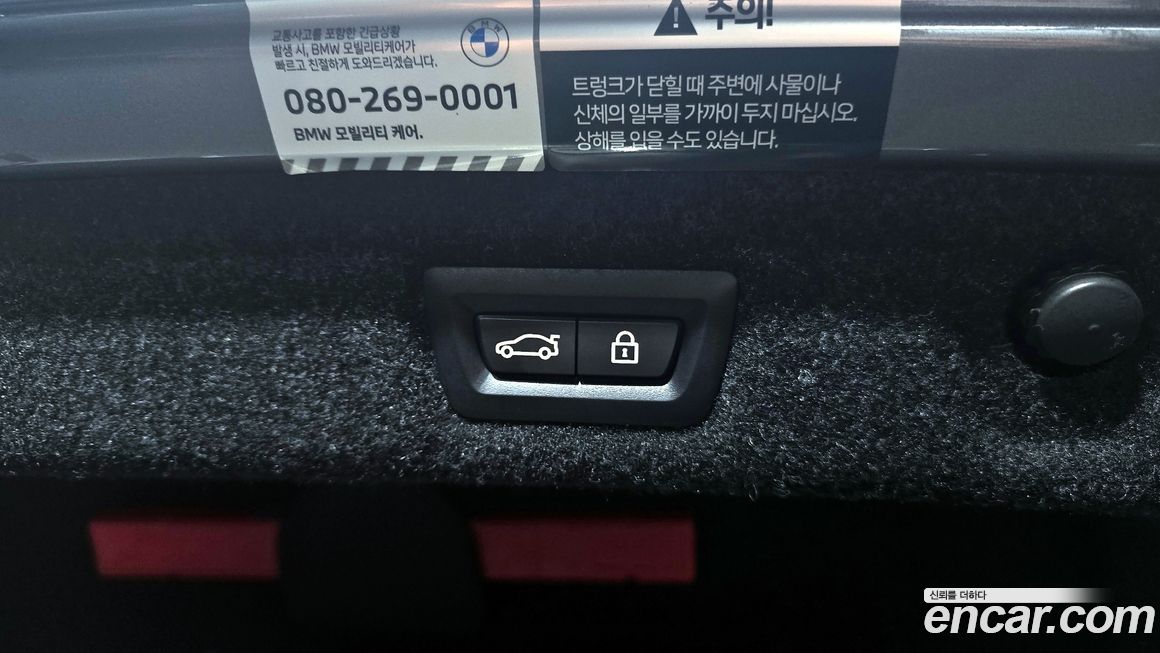 교통사고를 포함한 긴급상황
발생 시, BMW 모빌리티케어가
빠르고 친절하게 도와드리겠습니다.
BMW
080-269-0001
BMW 모빌리티 케어.
주의!
트렁크가 닫힐 때 주변에 사물이나
신체의 일부를 가까이 두지 마십시오.
상해를 입을 수도 있습니다.
신뢰를 더하다
encar.com